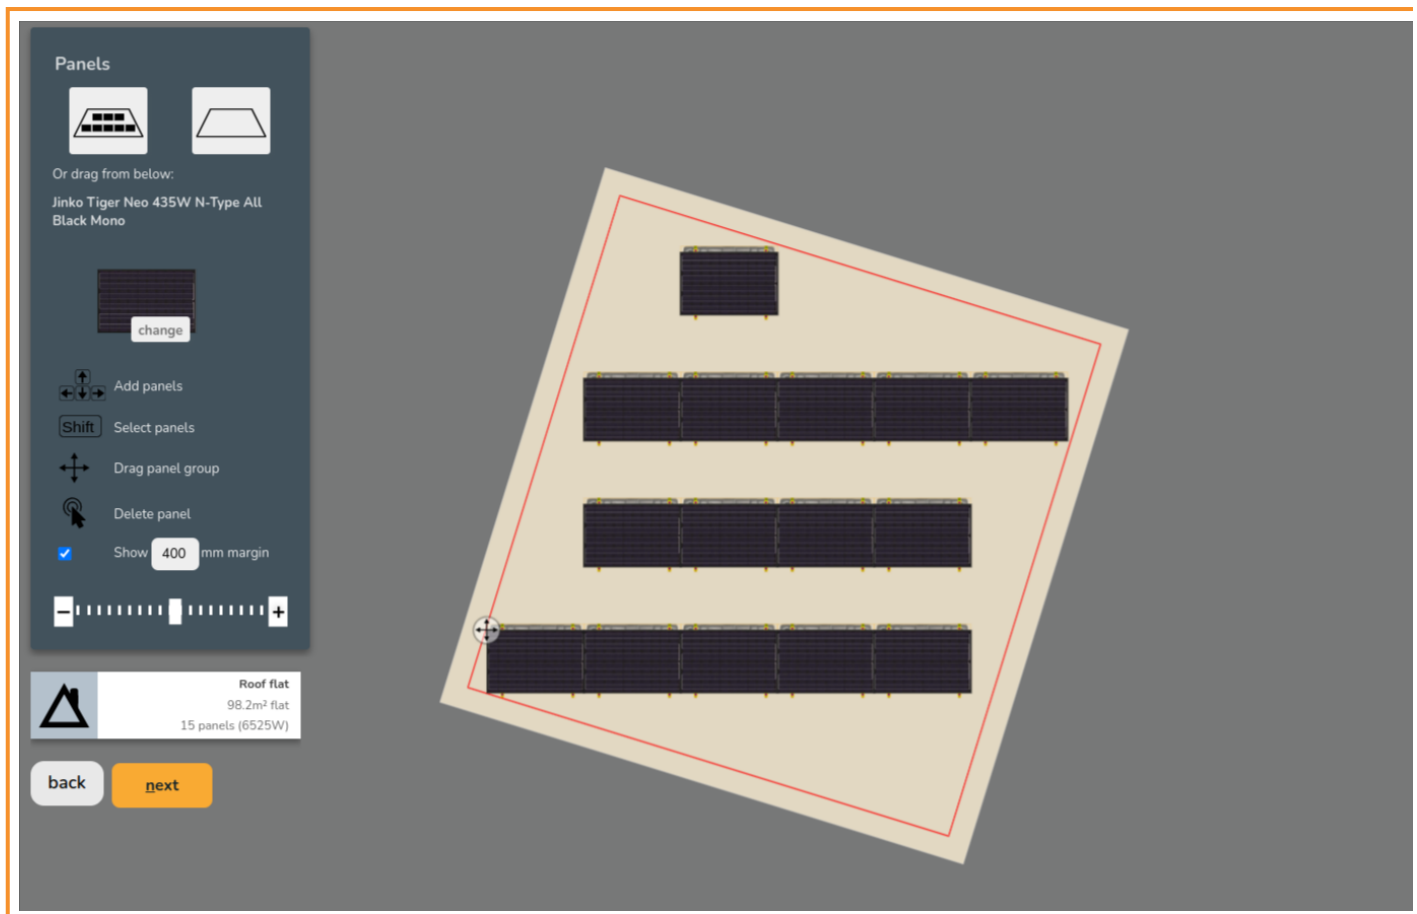 Panels
Or drag from below:
Jinko Tiger Neo 435W N-Type All
Black Mono
change
Add panels
Shift Select panels
Drag panel group
Delete panel
Show 400 mm margin
− +
Roof flat
98.2m² flat
15 panels (6525W)
back next